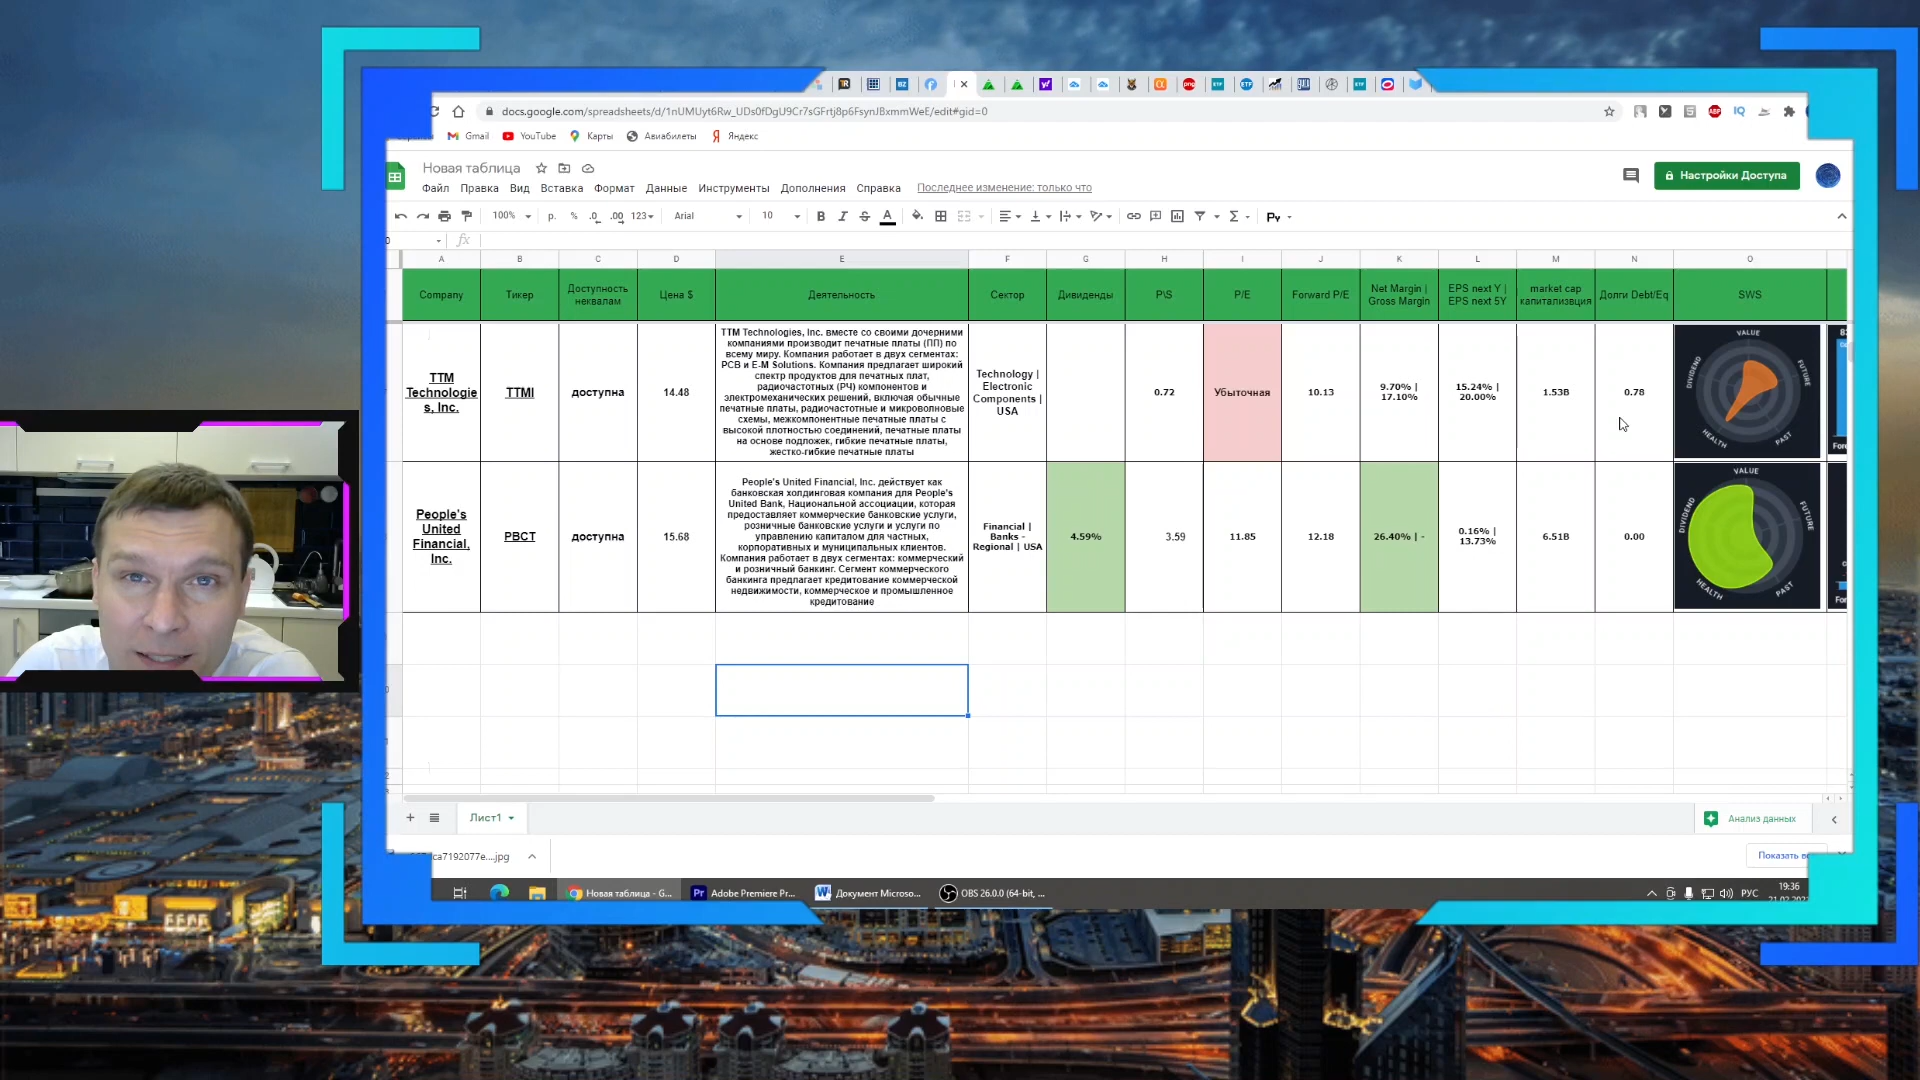 docs.google.com/spreadsheets/d/1nUMUyt6Rw_UDs0fDgU9Cr7sGFrtj8p6FsynJBxmmWeE/edit#gid=0
Gmail YouTube Карты Авиабилеты Яндекс
Новая таблица
Файл Правка Вид Вставка Формат Данные Инструменты Дополнения Справка Последнее изменение: только что
Настройки Доступа
100% р. % .0 .00 123 Arial 10
A B C D E F G H I J K L M N O
Company
Тикер
Доступность
неквалам
Цена $
Деятельность
Сектор
Дивиденды
P\S
P/E
Forward P/E
Net Margin |
Gross Margin
EPS next Y |
EPS next 5Y
market cap
капитализвция
Долги Debt/Eq
SWS
TTM
Technologie
s, Inc.
TTMI
доступна
14.48
TTM Technologies, Inc. вместе со своими дочерними
компаниями производит печатные платы (ПП) по
всему миру. Компания работает в двух сегментах:
PCB и E-M Solutions. Компания предлагает широкий
спектр продуктов для печатных плат,
радиочастотных (РЧ) компонентов и
электромеханических решений, включая обычные
печатные платы, радиочастотные и микроволновые
схемы, межкомпонентные печатные платы с
высокой плотностью соединений, печатные платы
на основе подложек, гибкие печатные платы,
жестко-гибкие печатные платы
Technology |
Electronic
Components |
USA
0.72
Убыточная
10.13
9.70% |
17.10%
15.24% |
20.00%
1.53B
0.78
VALUE
FUTURE
PAST
HEALTH
DIVIDEND
People's
United
Financial,
Inc.
PBCT
доступна
15.68
People's United Financial, Inc. действует как
банковская холдинговая компания для People's
United Bank, Национальной ассоциации, которая
предоставляет коммерческие банковские услуги,
розничные банковские услуги и услуги по
управлению капиталом для частных,
корпоративных и муниципальных клиентов.
Компания работает в двух сегментах: коммерческий
и розничный банкинг. Сегмент коммерческого
банкинга предлагает кредитование коммерческой
недвижимости, коммерческое и промышленное
кредитование
Financial |
Banks -
Regional | USA
4.59%
3.59
11.85
12.18
26.40% | -
0.16% |
13.73%
6.51B
0.00
VALUE
FUTURE
PAST
HEALTH
DIVIDEND
Лист1
Анализ данных
ca7192077e....jpg
Показать вс
Новая таблица - G... Adobe Premiere Pr... Документ Microso... OBS 26.0.0 (64-bit, ...
РУС
19:36
21.02.202